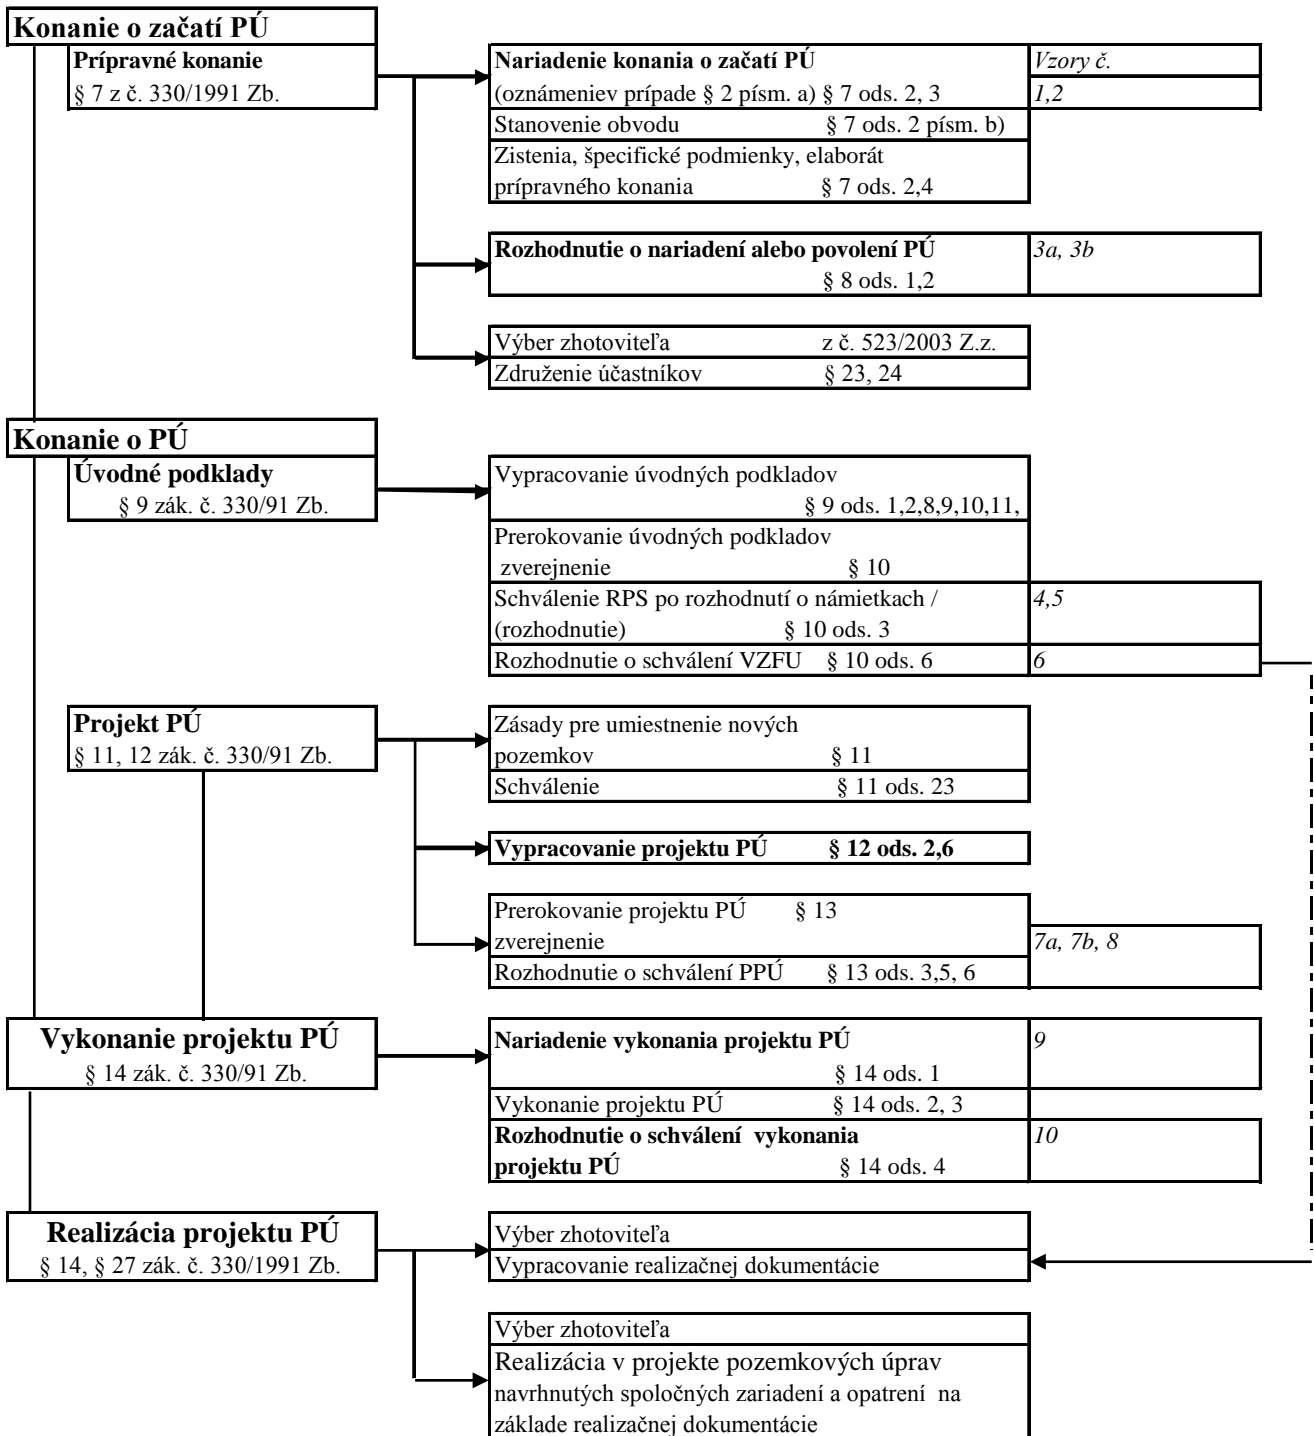 Konanie o začatí PÚ
Prípravné konanie
§ 7 z č. 330/1991 Zb.
Nariadenie konania o začatí PÚ
Vzory č.
(oznámeniev prípade § 2 písm. a) § 7 ods. 2, 3
1,2
Stanovenie obvodu § 7 ods. 2 písm. b)
Zistenia, špecifické podmienky, elaborát
prípravného konania § 7 ods. 2,4
Rozhodnutie o nariadení alebo povolení PÚ
3a, 3b
§ 8 ods. 1,2
Výber zhotoviteľa z č. 523/2003 Z.z.
Združenie účastníkov § 23, 24
Konanie o PÚ
Úvodné podklady
§ 9 zák. č. 330/91 Zb.
Vypracovanie úvodných podkladov
§ 9 ods. 1,2,8,9,10,11,
Prerokovanie úvodných podkladov
zverejnenie § 10
Schválenie RPS po rozhodnutí o námietkach /
4,5
(rozhodnutie) § 10 ods. 3
Rozhodnutie o schválení VZFU § 10 ods. 6
6
Projekt PÚ
§ 11, 12 zák. č. 330/91 Zb.
Zásady pre umiestnenie nových
pozemkov § 11
Schválenie § 11 ods. 23
Vypracovanie projektu PÚ § 12 ods. 2,6
Prerokovanie projektu PÚ § 13
zverejnenie
7a, 7b, 8
Rozhodnutie o schválení PPÚ § 13 ods. 3,5, 6
Vykonanie projektu PÚ
§ 14 zák. č. 330/91 Zb.
Nariadenie vykonania projektu PÚ
9
§ 14 ods. 1
Vykonanie projektu PÚ § 14 ods. 2, 3
Rozhodnutie o schválení vykonania
10
projektu PÚ § 14 ods. 4
Realizácia projektu PÚ
§ 14, § 27 zák. č. 330/1991 Zb.
Výber zhotoviteľa
Vypracovanie realizačnej dokumentácie
Výber zhotoviteľa
Realizácia v projekte pozemkových úprav
navrhnutých spoločných zariadení a opatrení na
základe realizačnej dokumentácie